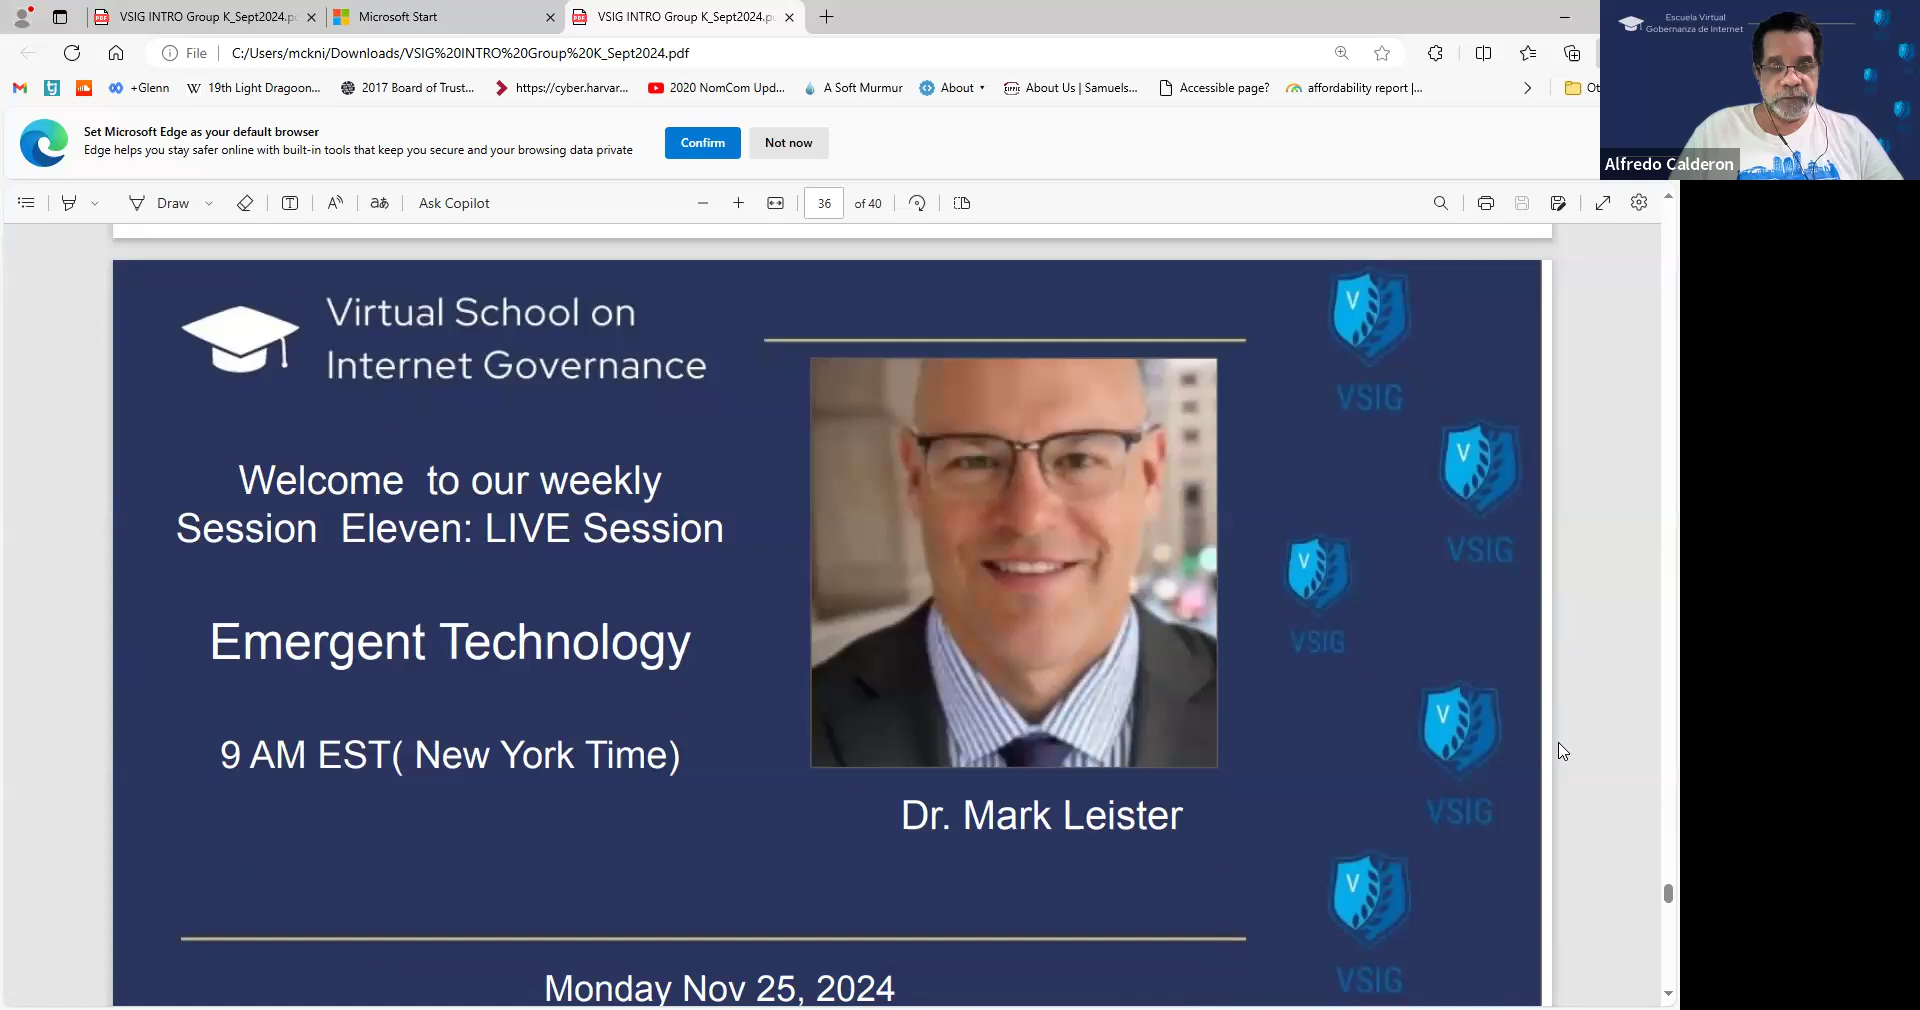 VSIG INTRO Group K_Sept2024.p
Microsoft Start
VSIG INTRO Group K_Sept2024.p
File
C:/Users/mckni/Downloads/VSIG%20INTRO%20Group%20K_Sept2024.pdf
+Glenn
19th Light Dragoon...
2017 Board of Trust...
https://cyber.harvar...
2020 NomCom Upd...
A Soft Murmur
About
About Us | Samuels...
Accessible page?
affordability report |...
Ot
Set Microsoft Edge as your default browser
Edge helps you stay safer online with built-in tools that keep you secure and your browsing data private
Confirm
Not now
Escuela Virtual
Gobernanza de Internet
Alfredo Calderon
Draw
Ask Copilot
36
of 40
Virtual School on
Internet Governance
Welcome to our weekly
Session Eleven: LIVE Session
Emergent Technology
9 AM EST( New York Time)
Dr. Mark Leister
Monday Nov 25, 2024
V
VSIG
V
VSIG
V
VSIG
V
VSIG
V
VSIG